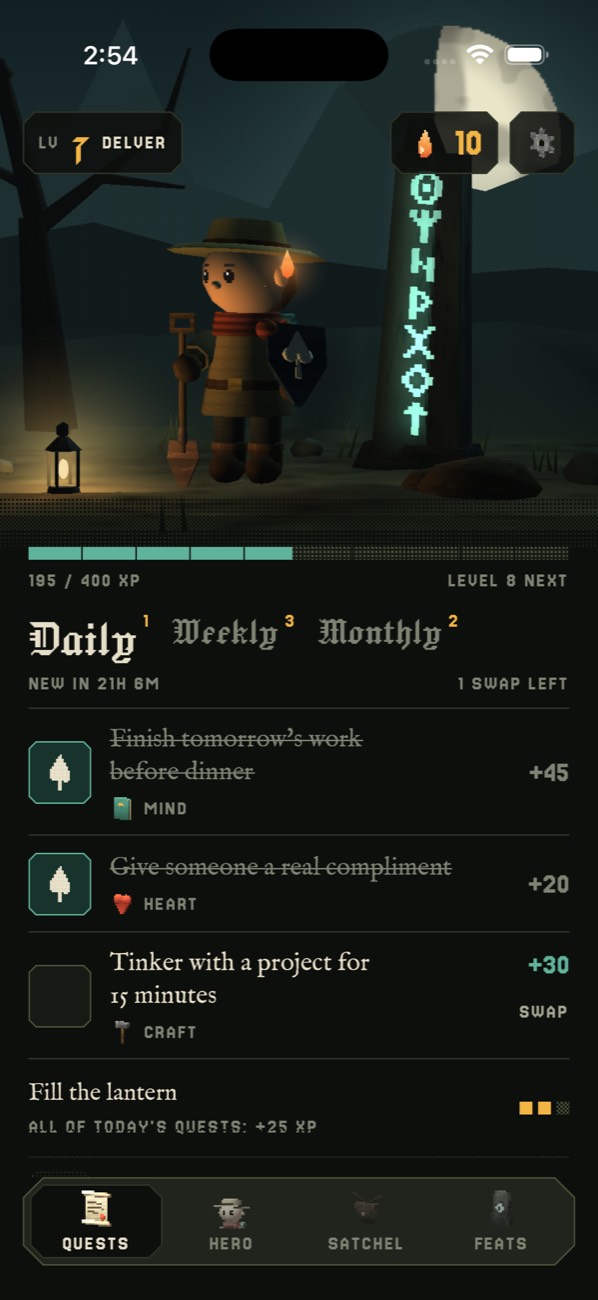 2:54
LV 7 DELVER
10
195 / 400 XP
LEVEL 8 NEXT
Daily 1 Weekly 3 Monthly 2
NEW IN 21H 6M
1 SWAP LEFT
Finish tomorrow’s work
before dinner
+45
MIND
Give someone a real compliment
+20
HEART
Tinker with a project for
15 minutes
+30
SWAP
CRAFT
Fill the lantern
ALL OF TODAY'S QUESTS: +25 XP
QUESTS
HERO
SATCHEL
FEATS